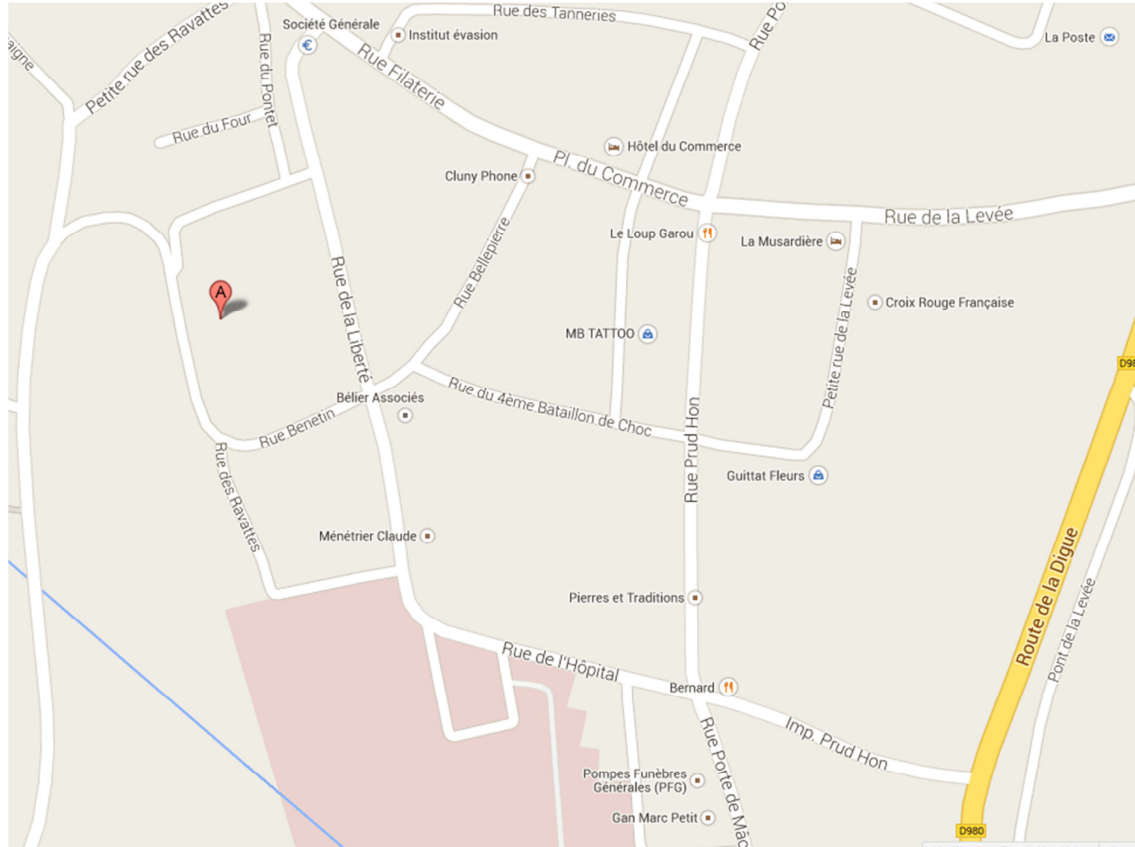 Rue des Tanneries
Société Générale
Institut évasion
La Poste
Petite rue des Ravattes
Rue du Pontet
Rue Filaterie
Rue du Four
Hôtel du Commerce
Pl. du Commerce
Cluny Phone
Rue de la Levée
Le Loup Garou
La Musardière
Rue Bellepierre
A
Rue de la Liberté
Croix Rouge Française
MB TATTOO
Petite rue de la Levée
Rue du 4ème Bataillon de Choc
Bélier Associés
Rue Benetin
Rue Prud Hon
Guittat Fleurs
Rue des Ravattes
Ménétrier Claude
Route de la Digue
Pierres et Traditions
Pont de la Levée
Rue de l'Hôpital
Bernard
Imp. Prud Hon
Rue Porte de Mâc
Pompes Funèbres
Générales (PFG)
Gan Marc Petit
D980